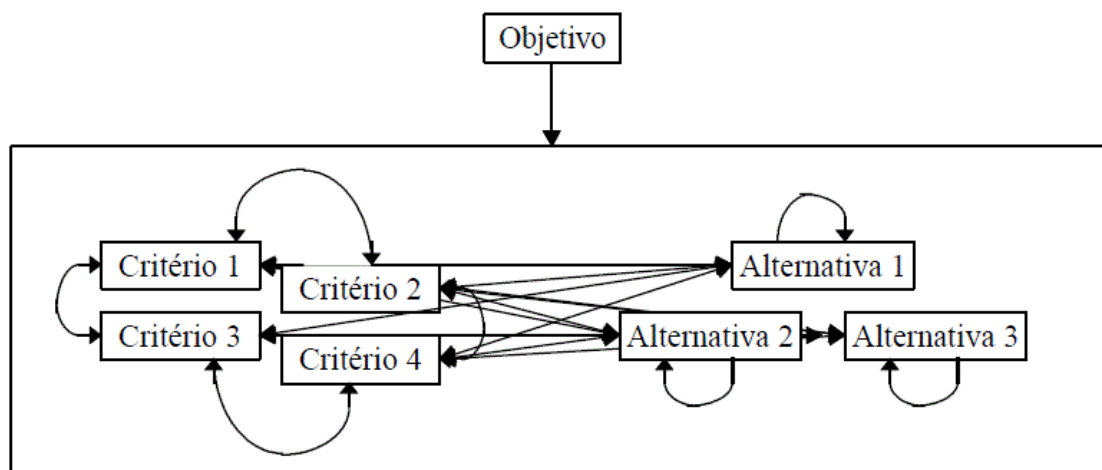 Objetivo
Critério 1
Alternativa 1
Critério 2
Critério 3
Alternativa 2
Alternativa 3
Critério 4